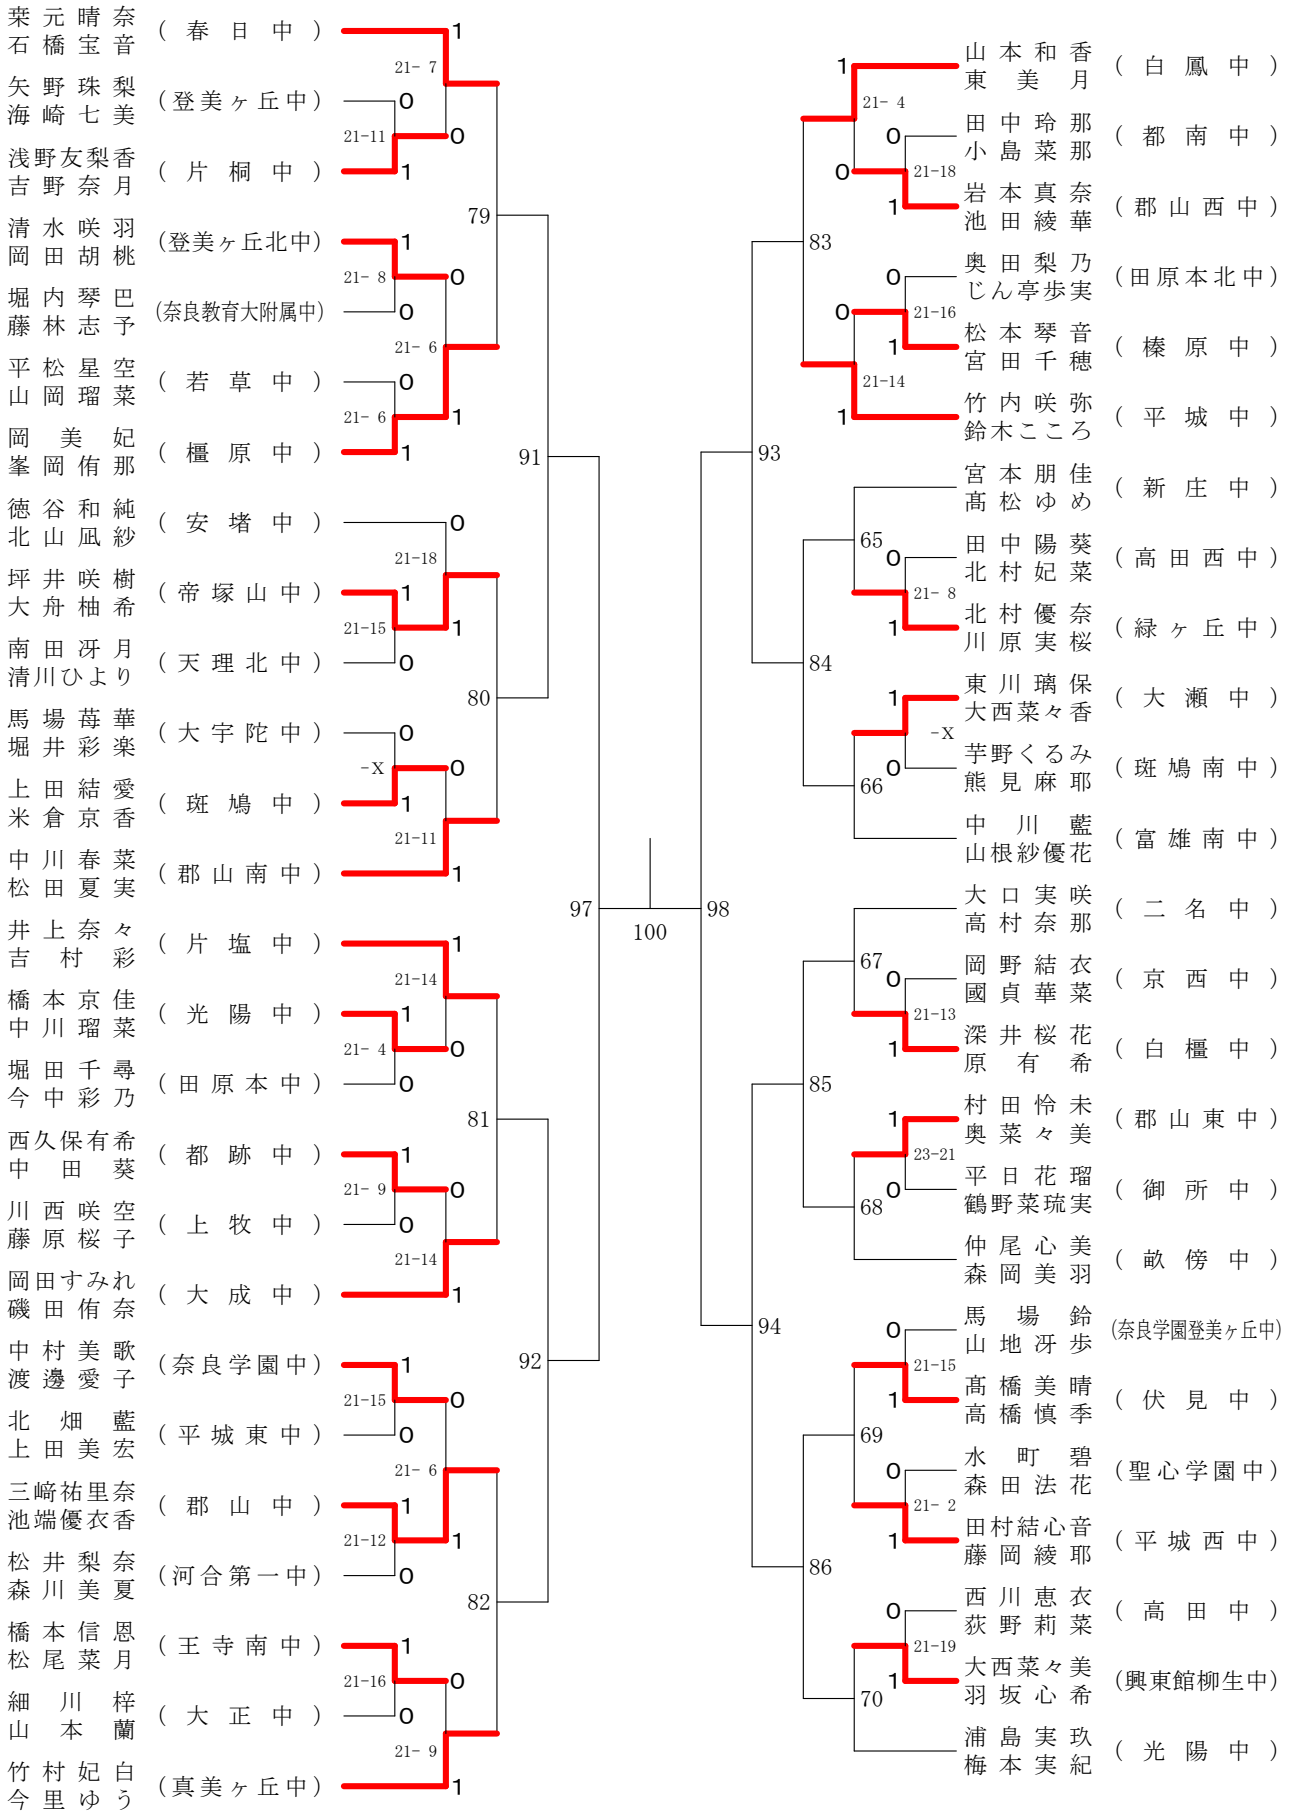 桒元晴奈
石橋宝音
(春日中)
1
21- 7
矢野珠梨
海崎七美
(登美ヶ丘中)
0
21-11
0
浅野友梨香
吉野奈月
(片桐中)
1
79
清水咲羽
岡田胡桃
(登美ヶ丘北中)
1
21- 8
0
堀内琴巴
藤林志予
(奈良教育大附属中)
0
21- 6
平松星空
山岡瑠菜
(若草中)
0
21- 6
1
岡美妃
峯岡侑那
(橿原中)
1
91
徳谷和純
北山凪紗
(安堵中)
0
21-18
坪井咲樹
大舟柚希
(帝塚山中)
1
21-15
1
南田冴月
清川ひより
(天理北中)
0
80
馬場苺華
堀井彩楽
(大宇陀中)
0
-X
0
上田結愛
米倉京香
(斑鳩中)
1
21-11
中川春菜
松田夏実
(郡山南中)
1
97
井上奈々
吉村彩
(片塩中)
1
21-14
橋本京佳
中川瑠菜
(光陽中)
1
21- 4
0
堀田千尋
今中彩乃
(田原本中)
0
81
西久保有希
中田葵
(都跡中)
1
21- 9
0
川西咲空
藤原桜子
(上牧中)
0
21-14
岡田すみれ
磯田侑奈
(大成中)
1
92
中村美歌
渡邊愛子
(奈良学園中)
1
21-15
0
北畑藍
上田美宏
(平城東中)
0
21- 6
三﨑祐里奈
池端優衣香
(郡山中)
1
21-12
1
松井梨奈
森川美夏
(河合第一中)
0
82
橋本信恩
松尾菜月
(王寺南中)
1
21-16
0
細川梓
山本蘭
(大正中)
0
21- 9
竹村妃白
今里ゆう
(真美ヶ丘中)
1
100
山本和香
東美月
(白鳳中)
1
21- 4
田中玲那
小島菜那
(都南中)
0
21-18
0
岩本真奈
池田綾華
(郡山西中)
1
83
奥田梨乃
じん亭歩実
(田原本北中)
0
21-16
0
松本琴音
宮田千穂
(榛原中)
1
21-14
竹内咲弥
鈴木こころ
(平城中)
1
93
宮本朋佳
髙松ゆめ
(新庄中)
65
田中陽葵
北村妃菜
(高田西中)
0
21- 8
北村優奈
川原実桜
(緑ヶ丘中)
1
84
東川璃保
大西菜々香
(大瀬中)
1
-X
芋野くるみ
熊見麻耶
(斑鳩南中)
0
66
中川藍
山根紗優花
(富雄南中)
98
大口実咲
高村奈那
(二名中)
67
岡野結衣
國貞華菜
(京西中)
0
21-13
深井桜花
原有希
(白橿中)
1
85
村田怜未
奥菜々美
(郡山東中)
1
23-21
平日花瑠
鶴野菜琉実
(御所中)
0
68
仲尾心美
森岡美羽
(畝傍中)
94
馬場鈴
山地冴歩
(奈良学園登美ヶ丘中)
0
21-15
髙橋美晴
高橋慎季
(伏見中)
1
69
水町碧
森田法花
(聖心学園中)
0
21- 2
田村結心音
藤岡綾耶
(平城西中)
1
86
西川恵衣
荻野莉菜
(高田中)
0
21-19
大西菜々美
羽坂心希
(興東館柳生中)
1
70
浦島実玖
梅本実紀
(光陽中)